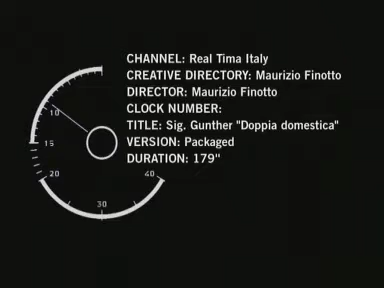 CHANNEL: Real Tima Italy
CREATIVE DIRECTORY: Maurizio Finotto
DIRECTOR: Maurizio Finotto
CLOCK NUMBER:
TITLE: Sig. Gunther "Doppia domestica"
VERSION: Packaged
DURATION: 179"
10
15
20
30
40